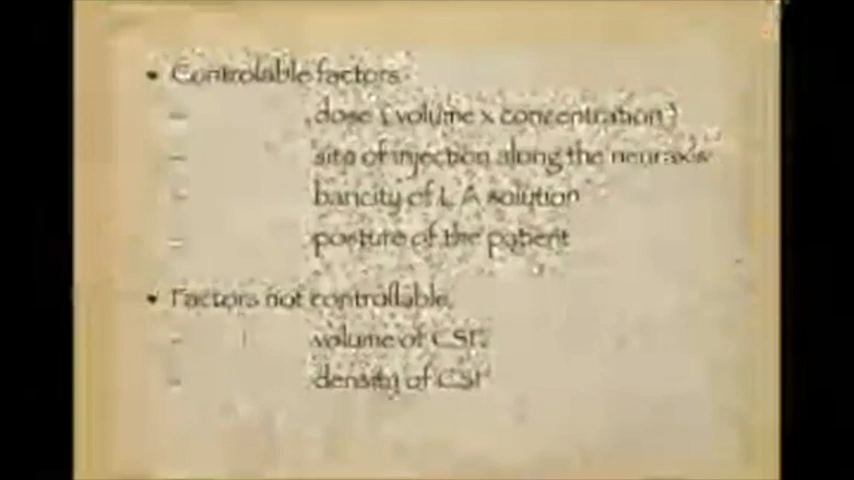 • Controlable factors
– dose ( volume x concentration )
– site of injection along the neuraxis
– baricity of L A solution
– posture of the patient
• Factors not controllable
– volume of CSF
– density of CSF